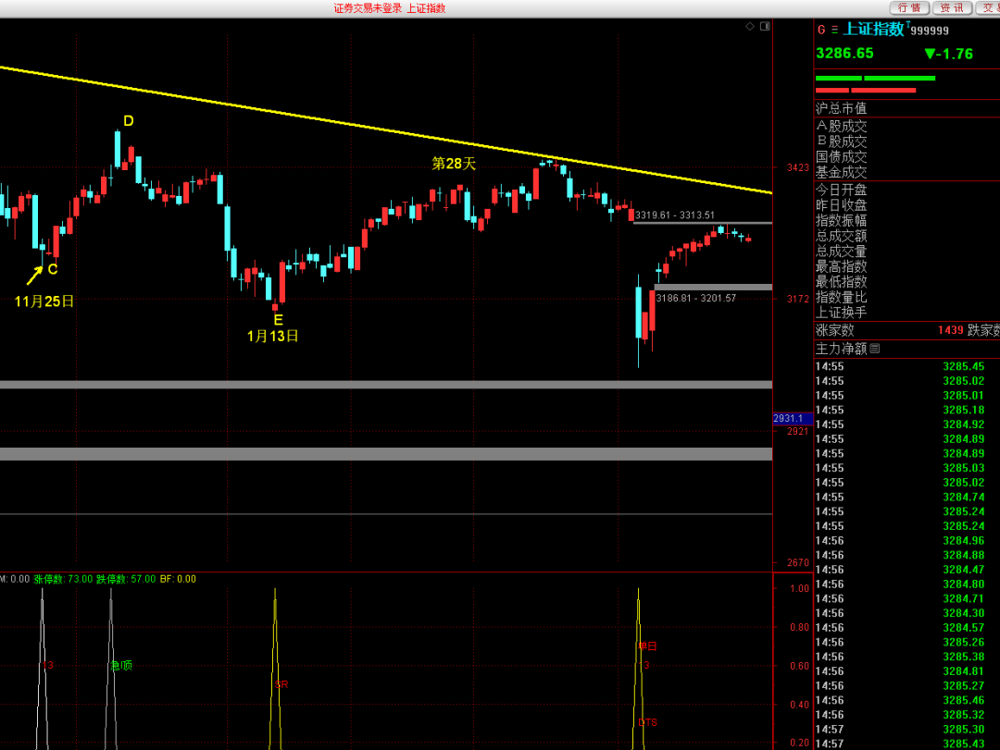 证券交易未登录 上证指数
行情
资讯
G 上证指数 999999
3286.65 ▼-1.76
沪总市值
A股成交
B股成交
国债成交
基金成交
今日开盘
昨日收盘
指数振幅
总成交额
总成交量
最高指数
最低指数
指数量比
上证换手
涨家数 1439 跌家数
主力净额
14:55 3285.45
14:55 3285.02
14:55 3285.01
14:55 3285.18
14:55 3284.92
14:55 3284.89
14:55 3284.89
14:55 3285.03
14:55 3285.02
14:55 3284.74
14:55 3285.24
14:55 3285.24
14:56 3284.96
14:56 3284.88
14:56 3284.47
14:56 3284.80
14:56 3284.71
14:56 3284.30
14:56 3284.57
14:56 3285.26
14:56 3285.38
14:56 3284.81
14:56 3285.27
14:56 3285.46
14:56 3285.32
14:57 3285.30
14:57 3285.43
D
第28天
3423
3319.61 - 3313.51
C
11月25日
3186.81 - 3201.57
3172
E
1月13日
2931.1
2921
2670
M: 0.00 涨停数: 73.00 跌停数: 57.00 BF: 0.00
1.00
0.80
0.60
0.40
0.20